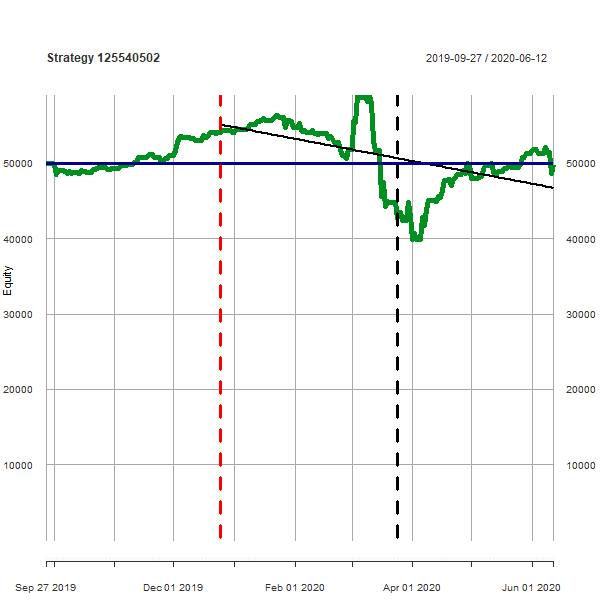 Strategy 125540502
2019-09-27 / 2020-06-12
50000 50000
40000 40000
Equity
30000 30000
20000 20000
10000 10000
Sep 27 2019 Dec 01 2019 Feb 01 2020 Apr 01 2020 Jun 01 2020